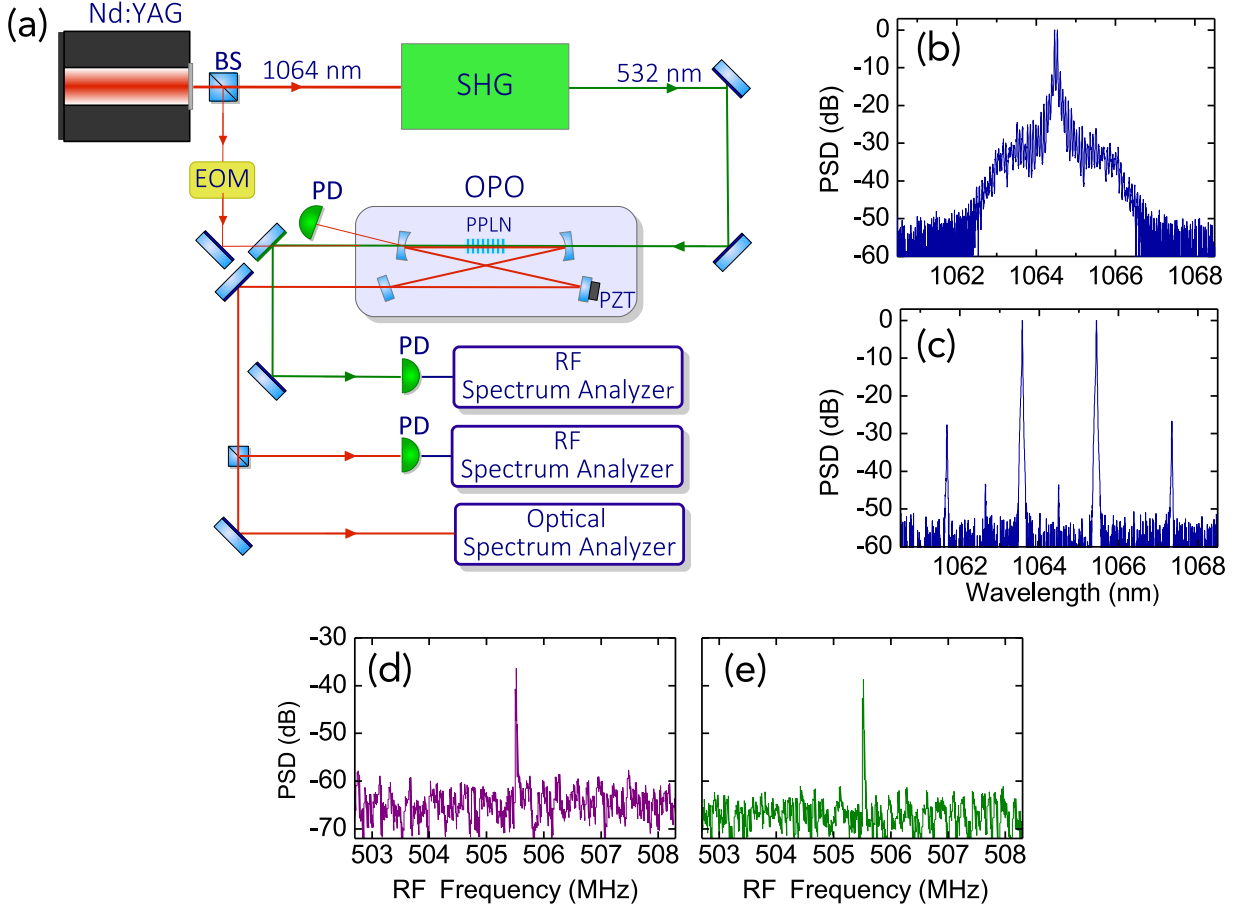 (a)
Nd:YAG
BS
1064 nm
SHG
532 nm
EOM
PD
OPO
PPLN
PZT
PD
RF
Spectrum Analyzer
PD
RF
Spectrum Analyzer
Optical
Spectrum Analyzer
(b)
PSD (dB)
0
-10
-20
-30
-40
-50
-60
1062 1064 1066 1068
(c)
PSD (dB)
0
-10
-20
-30
-40
-50
-60
1062 1064 1066 1068
Wavelength (nm)
(d)
PSD (dB)
-30
-40
-50
-60
-70
503 504 505 506 507 508
RF Frequency (MHz)
(e)
503 504 505 506 507 508
RF Frequency (MHz)